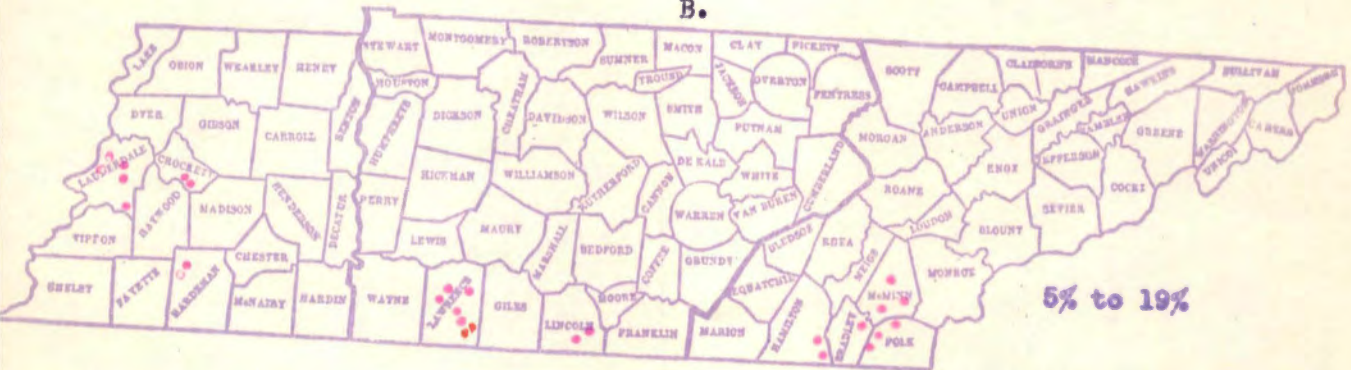 B.
LAKE
OBION
WEAKLEY
HENRY
STEWART
MONTGOMERY
ROBERTSON
SUMNER
MACON
CLAY
PICKETT
SCOTT
CAMPBELL
CLAIBORNE
HANCOCK
HAWKINS
SULLIVAN
JOHNSON
HOUSTON
TROUSD
JACKSON
OVERTON
FENTRESS
UNION
GRAINGER
HAMBLEN
GREENE
WASHINGTON
CARTER
UNICOI
DYER
GIBSON
CARROLL
BENTON
HUMPHREYS
DICKSON
CHEATHAM
DAVIDSON
WILSON
SMITH
PUTNAM
MORGAN
ANDERSON
KNOX
JEFFERSON
COCKE
LAUDERDALE
CROCKETT
HAYWOOD
MADISON
HENDERSON
DECATUR
PERRY
HICKMAN
WILLIAMSON
RUTHERFORD
CANNON
DE KALB
WHITE
CUMBERLAND
ROANE
LOUDON
BLOUNT
SEVIER
TIPTON
CHESTER
LEWIS
MAURY
MARSHALL
BEDFORD
COFFEE
WARREN
VAN BUREN
GRUNDY
BLEDSOE
RHEA
MEIGS
MONROE
SHELBY
FAYETTE
HARDEMAN
McNAIRY
HARDIN
WAYNE
LAWRENCE
GILES
LINCOLN
MOORE
FRANKLIN
MARION
SEQUATCHIE
HAMILTON
BRADLEY
McMINN
POLK
5% to 19%